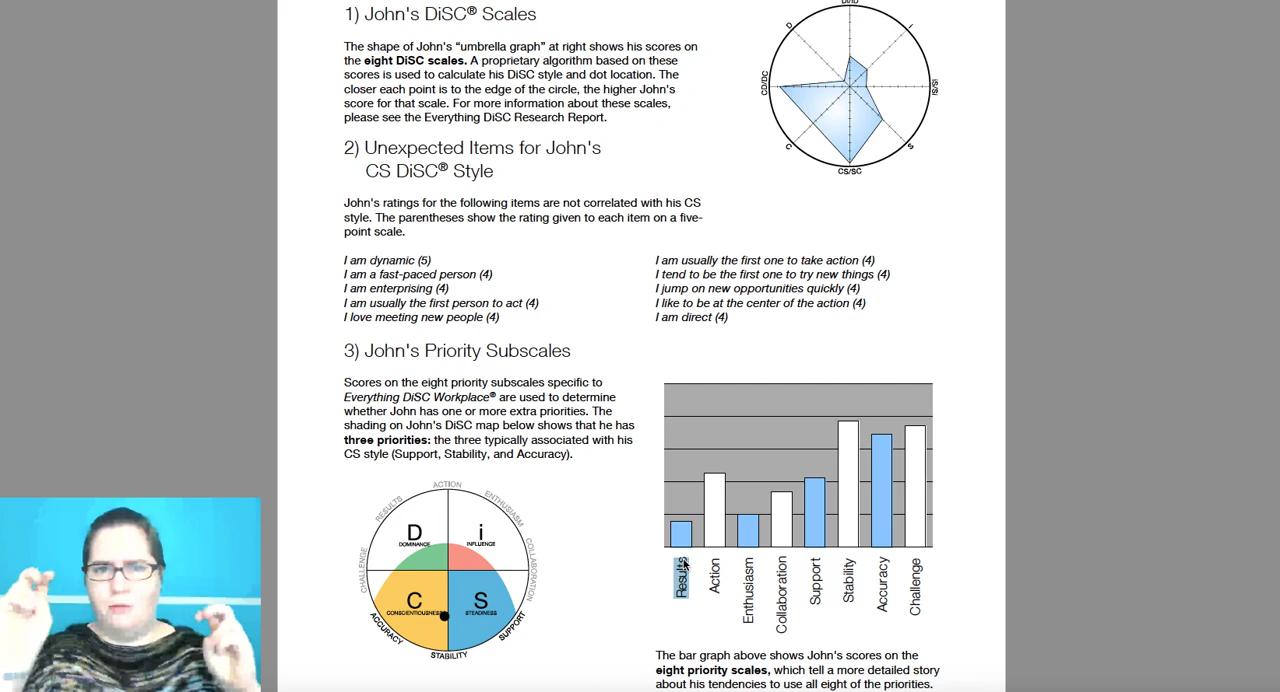 1) John's DiSC® Scales
The shape of John's “umbrella graph” at right shows his scores on
the eight DiSC scales. A proprietary algorithm based on these
scores is used to calculate his DiSC style and dot location. The
closer each point is to the edge of the circle, the higher John's
score for that scale. For more information about these scales,
please see the Everything DiSC Research Report.
Di/iD
D
i
CD/DC
iS/Si
C
S
CS/SC
2) Unexpected Items for John's
CS DiSC® Style
John's ratings for the following items are not correlated with his CS
style. The parentheses show the rating given to each item on a five-
point scale.
I am dynamic (5)
I am a fast-paced person (4)
I am enterprising (4)
I am usually the first person to act (4)
I love meeting new people (4)
I am usually the first one to take action (4)
I tend to be the first one to try new things (4)
I jump on new opportunities quickly (4)
I like to be at the center of the action (4)
I am direct (4)
3) John's Priority Subscales
Scores on the eight priority subscales specific to
Everything DiSC Workplace® are used to determine
whether John has one or more extra priorities. The
shading on John's DiSC map below shows that he has
three priorities: the three typically associated with his
CS style (Support, Stability, and Accuracy).
ACTION
RESULTS
ENTHUSIASM
CHALLENGE
COLLABORATION
D
DOMINANCE
i
INFLUENCE
C
CONSCIENTIOUSNESS
S
STEADINESS
ACCURACY
SUPPORT
STABILITY
Results
Action
Enthusiasm
Collaboration
Support
Stability
Accuracy
Challenge
The bar graph above shows John's scores on the
eight priority scales, which tell a more detailed story
about his tendencies to use all eight of the priorities.